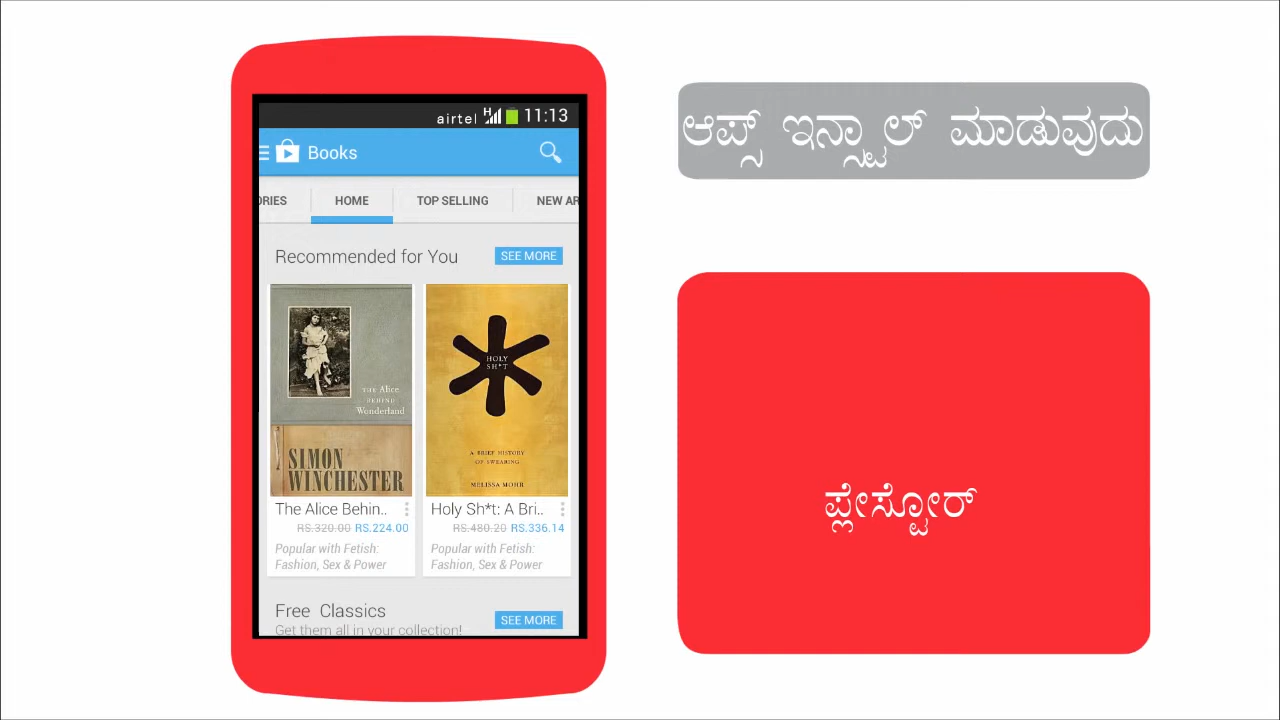 airtel H 11:13
Books
ORIES HOME TOP SELLING NEW AR
Recommended for You SEE MORE
THE Alice
BEHIND
Wonderland
SIMON
WINCHESTER
The Alice Behin..
RS.320.00 RS.224.00
Popular with Fetish:
Fashion, Sex & Power
HOLY
SH*T
A BRIEF HISTORY
OF SWEARING
MELISSA MOHR
Holy Sh*t: A Bri..
RS.480.20 RS.336.14
Popular with Fetish:
Fashion, Sex & Power
Free Classics SEE MORE
Get them all in your collection!
ಆಪ್ಸ್ ಇನ್ಸ್ಟಾಲ್ ಮಾಡುವುದು
ಪ್ಲೇಸ್ಟೋರ್